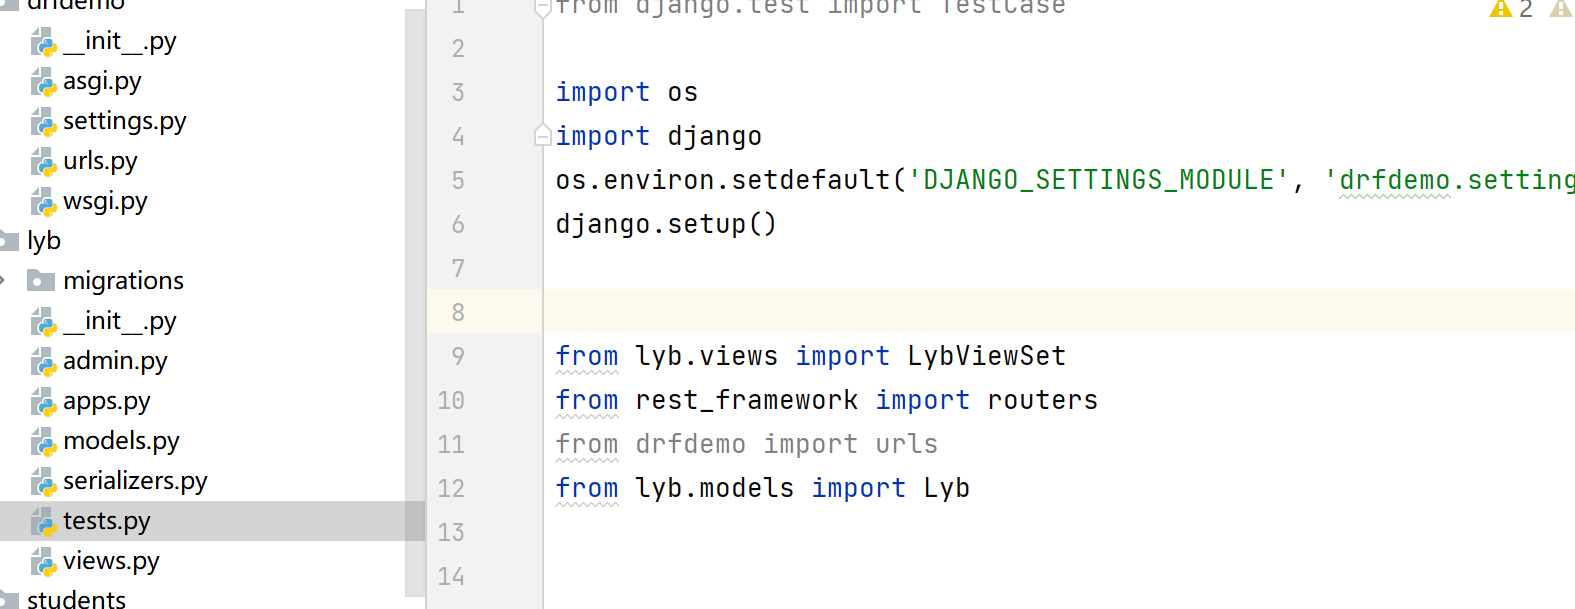 drfdemo
__init__.py
asgi.py
settings.py
urls.py
wsgi.py
lyb
migrations
__init__.py
admin.py
apps.py
models.py
serializers.py
tests.py
views.py
students
1 from django.test import TestCase
2
3 import os
4 import django
5 os.environ.setdefault('DJANGO_SETTINGS_MODULE', 'drfdemo.setting
6 django.setup()
7
8
9 from lyb.views import LybViewSet
10 from rest_framework import routers
11 from drfdemo import urls
12 from lyb.models import Lyb
13
14
2